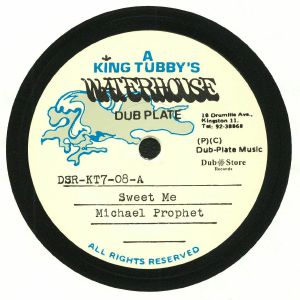 A
KING TUBBY'S
WATERHOUSE
DUB PLATE
18 Drumille Ave.,
Kingston 11.
Tel: 92-38868
(P)(C)
Dub-Plate Music
Dub Store
Records
DSR-KT7-08-A
Sweet Me
Michael Prophet
ALL RIGHTS RESERVED